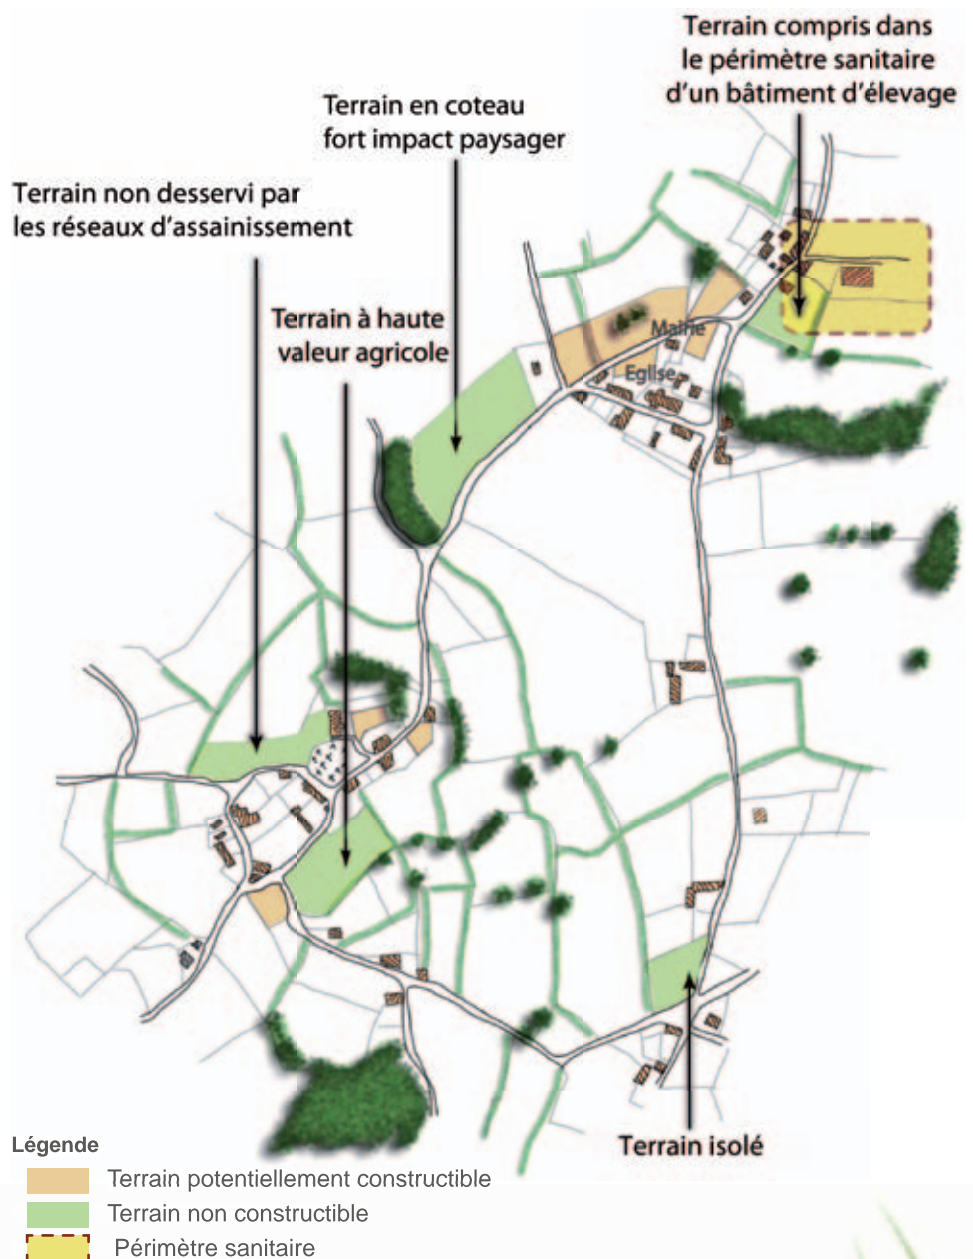 Terrain compris dans
le périmètre sanitaire
d'un bâtiment d'élevage
Terrain en coteau
fort impact paysager
Terrain non desservi par
les réseaux d'assainissement
Terrain à haute
valeur agricole
Mairie
Eglise
Terrain isolé
Légende
Terrain potentiellement constructible
Terrain non constructible
Périmètre sanitaire